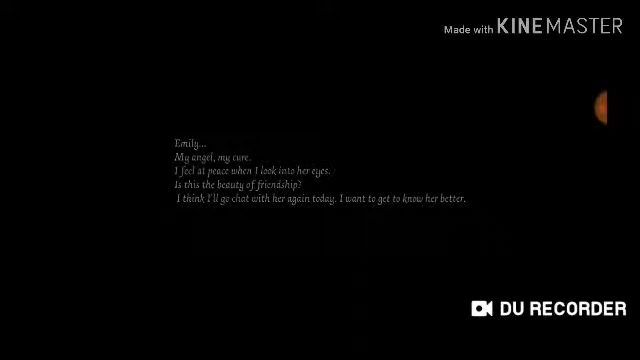 Made with KINEMASTER
Emily...
My angel, my cure.
I feel at peace when I look into her eyes.
Is this the beauty of friendship?
I think I'll go chat with her again today. I want to get to know her better.
DU RECORDER